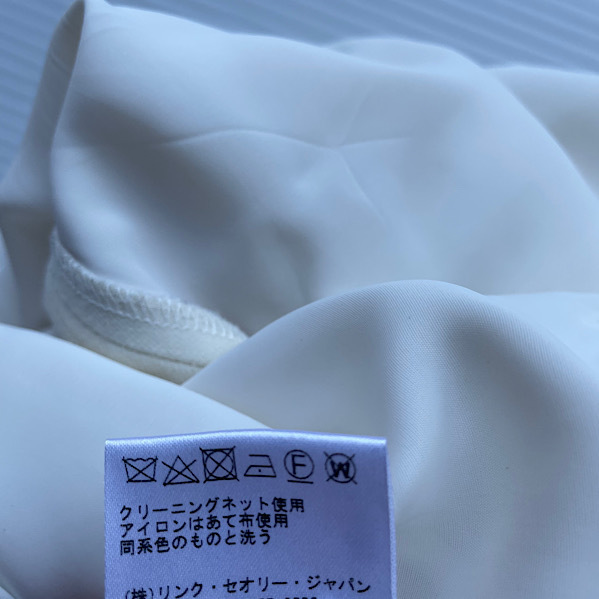 F W
クリーニングネット使用
アイロンはあて布使用
同系色のものと洗う
(株)リンク・セオリー・ジャパン